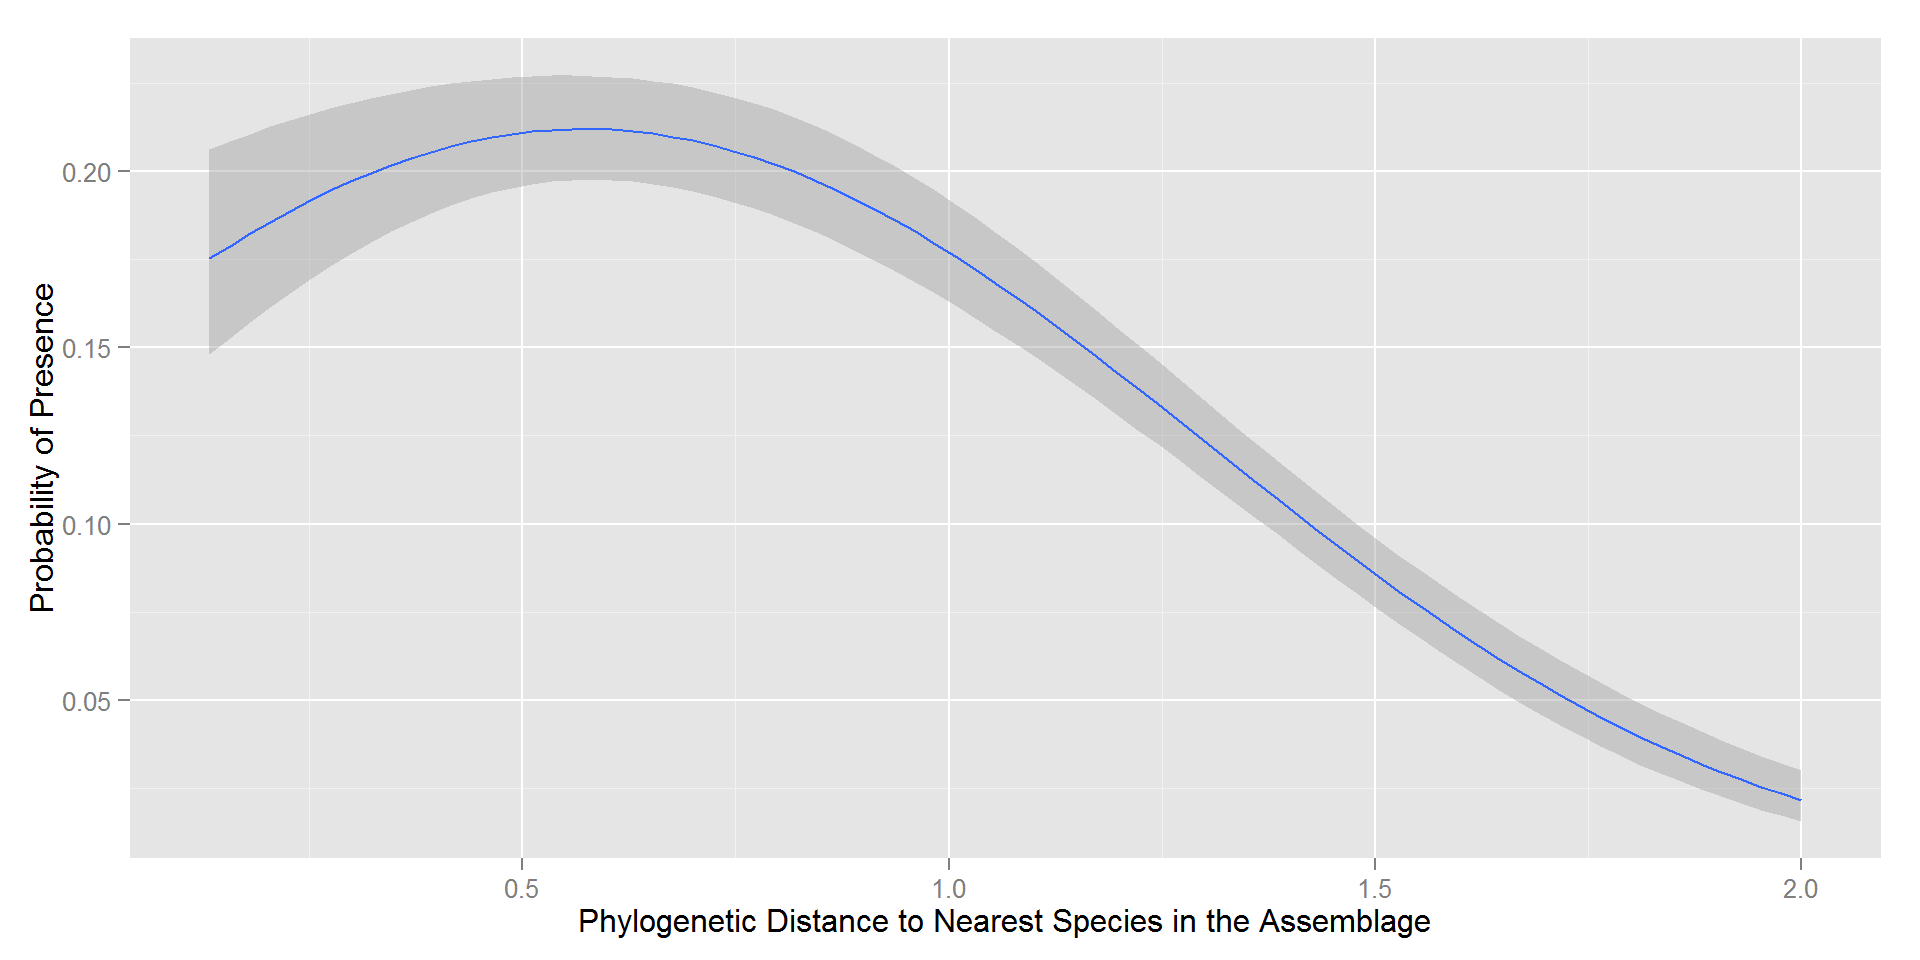 Probability of Presence
0.20
0.15
0.10
0.05
0.5 1.0 1.5 2.0
Phylogenetic Distance to Nearest Species in the Assemblage